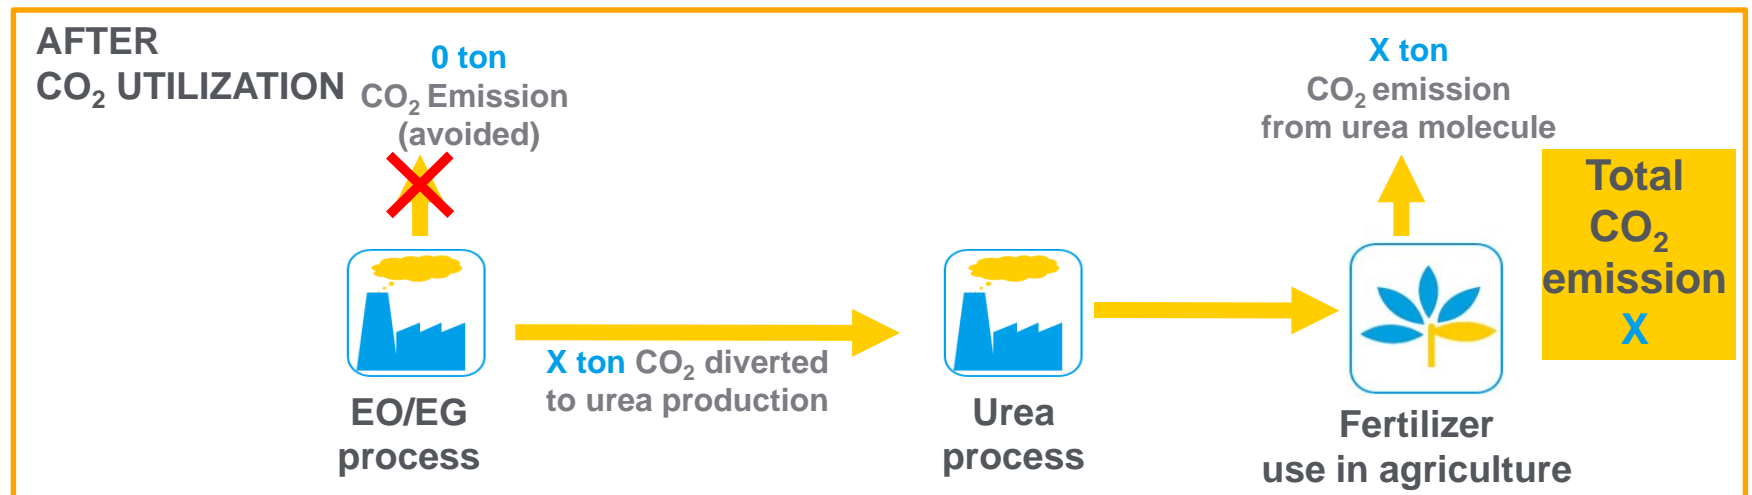 AFTER
CO₂ UTILIZATION
0 ton
CO₂ Emission
(avoided)
X ton
CO₂ emission
from urea molecule
Total
CO₂
emission
X
X ton CO₂ diverted
to urea production
EO/EG
process
Urea
process
Fertilizer
use in agriculture